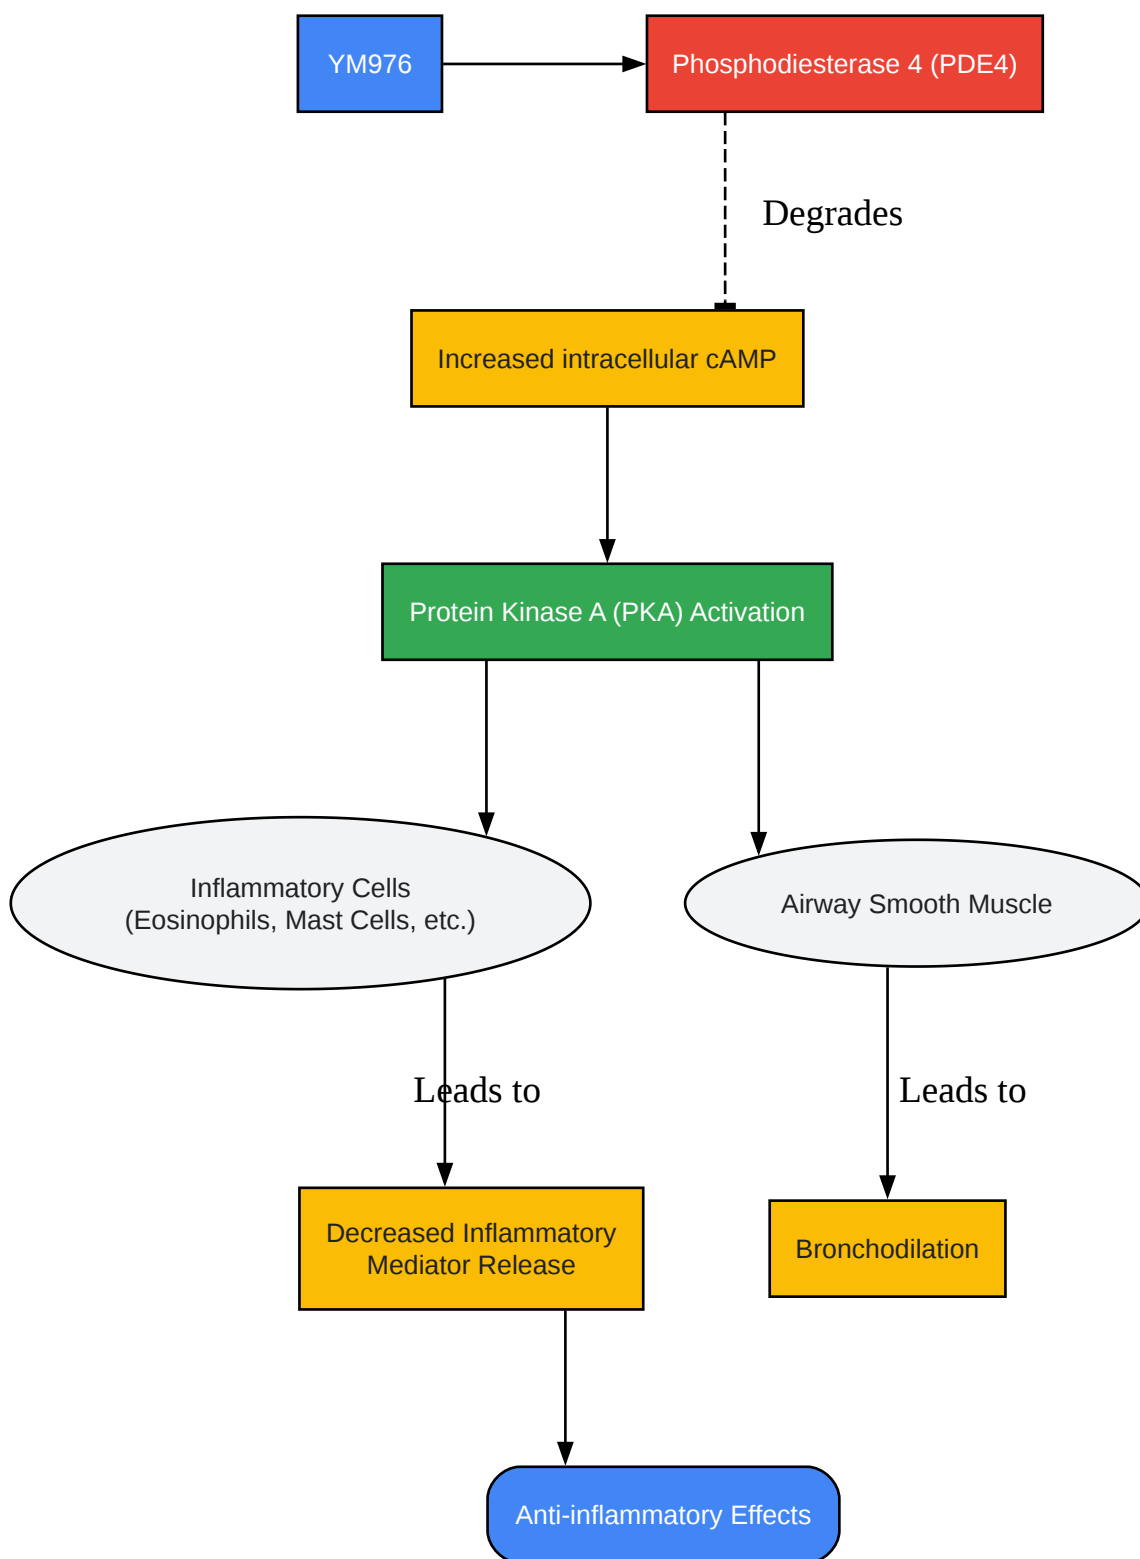 YM976
Phosphodiesterase 4 (PDE4)
Degrades
Increased intracellular cAMP
Protein Kinase A (PKA) Activation
Inflammatory Cells
(Eosinophils, Mast Cells, etc.)
Airway Smooth Muscle
Leads to
Leads to
Decreased Inflammatory
Mediator Release
Bronchodilation
Anti-inflammatory Effects